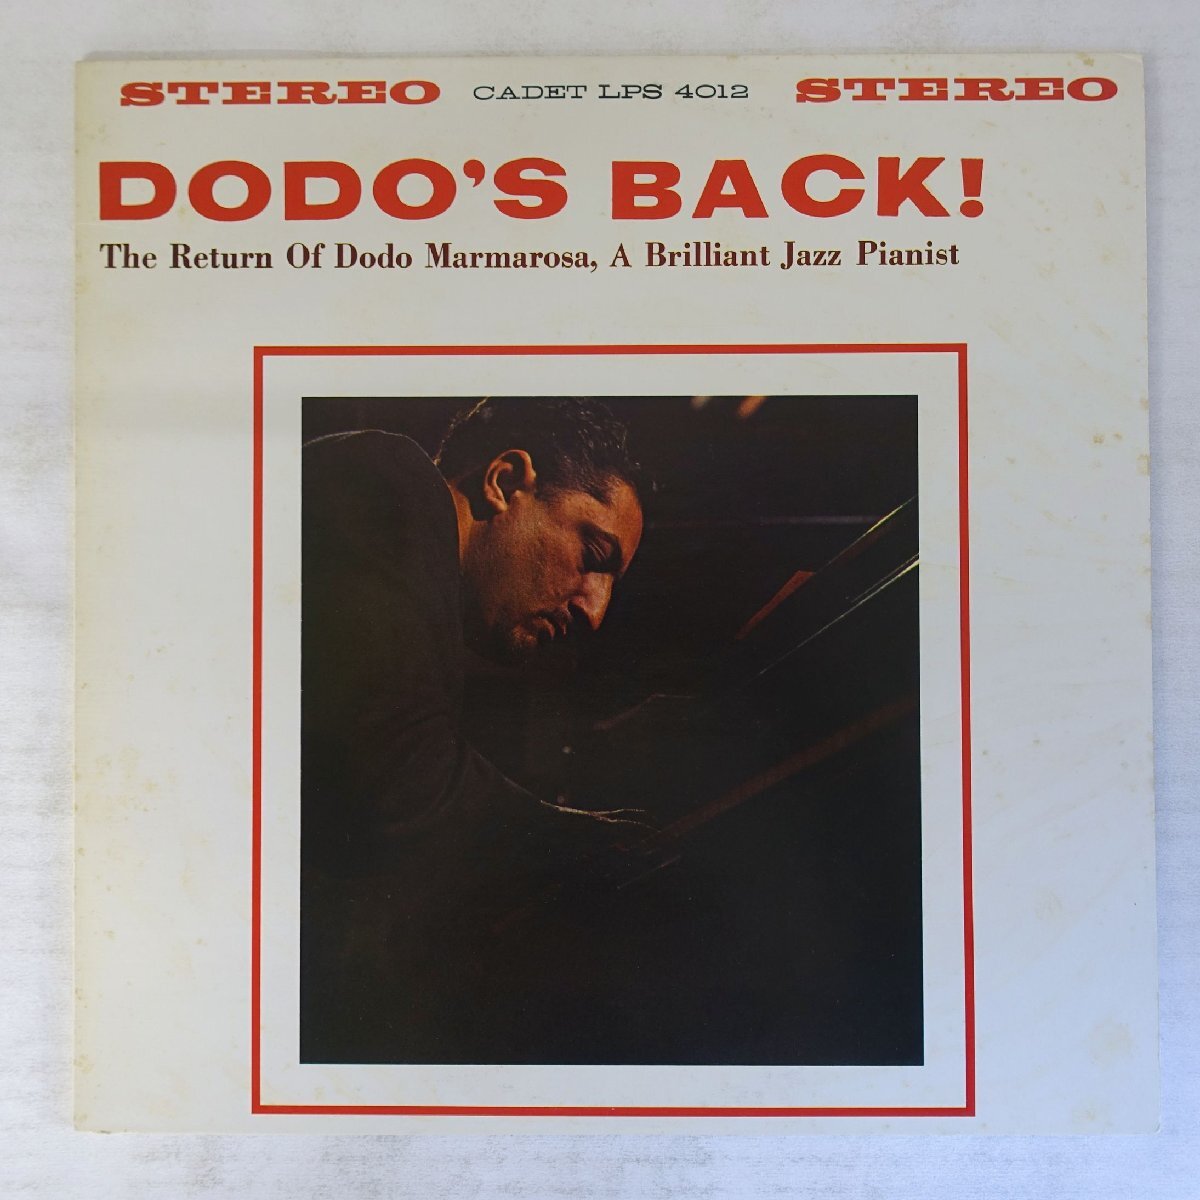 STEREO CADET LPS 4012 STEREO
DODO'S BACK!
The Return Of Dodo Marmarosa, A Brilliant Jazz Pianist